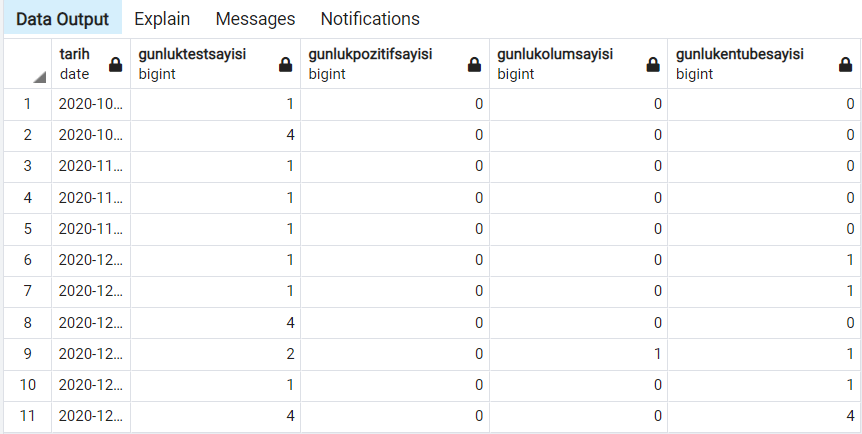 Data Output Explain Messages Notifications
tarih gunluktestsayisi gunlukpozitifsayisi gunlukolumsayisi gunlukentubesayisi
date bigint bigint bigint bigint
1 2020-10... 1 0 0 0
2 2020-10... 4 0 0 0
3 2020-11... 1 0 0 0
4 2020-11... 1 0 0 0
5 2020-11... 1 0 0 0
6 2020-12... 1 0 0 1
7 2020-12... 1 0 0 1
8 2020-12... 4 0 0 0
9 2020-12... 2 0 1 1
10 2020-12... 1 0 0 1
11 2020-12... 4 0 0 4